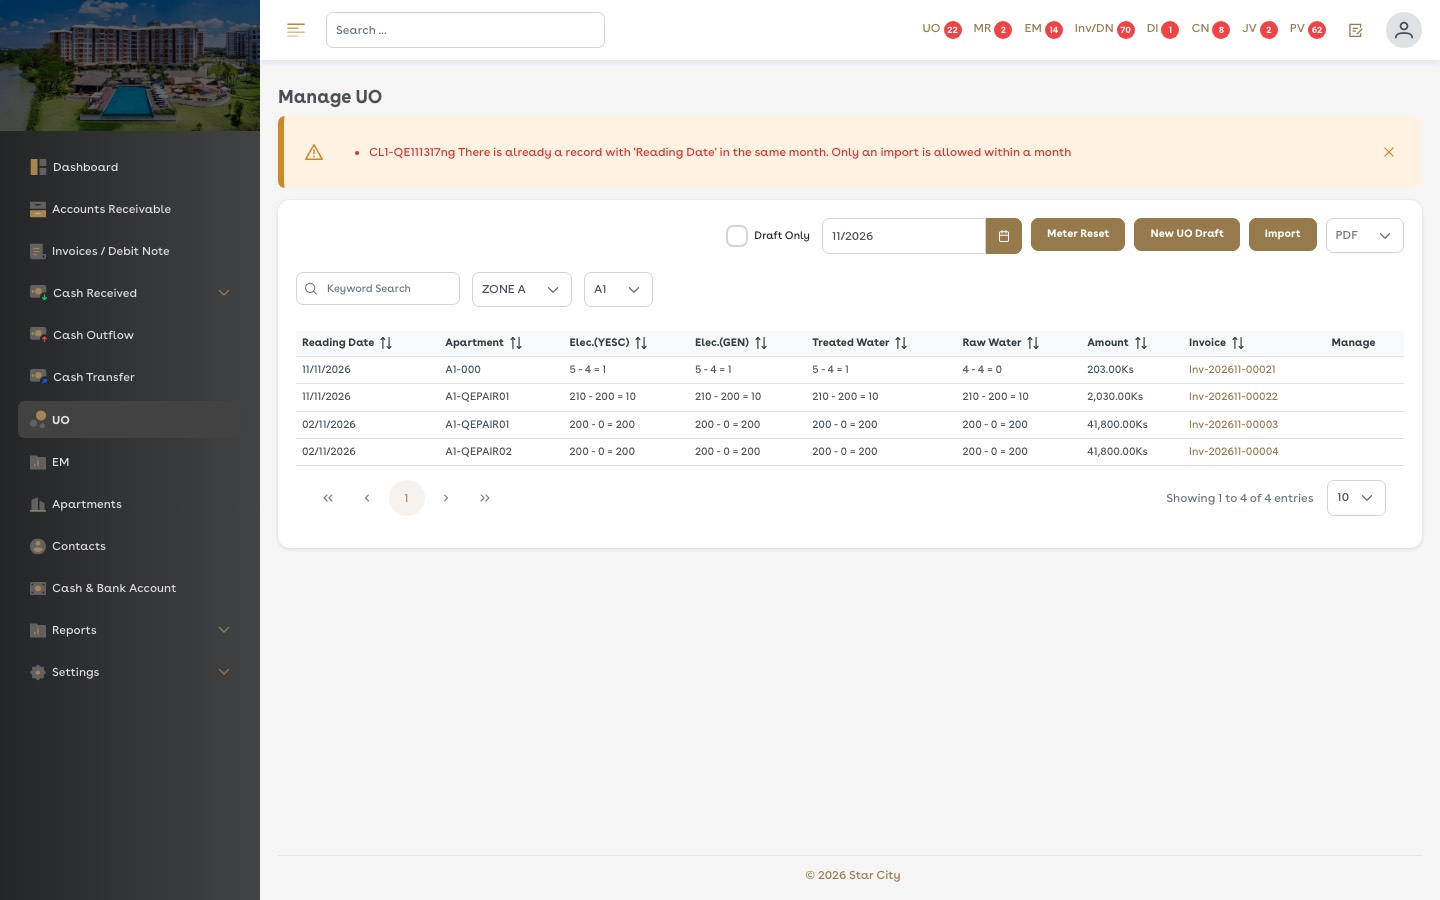 Search ...
UO 22 MR 2 EM 14 Inv/DN 70 DI 1 CN 8 JV 2 PV 62
Dashboard
Accounts Receivable
Invoices / Debit Note
Cash Received
Cash Outflow
Cash Transfer
UO
EM
Apartments
Contacts
Cash & Bank Account
Reports
Settings
Manage UO
• CL1-QE111317ng There is already a record with 'Reading Date' in the same month. Only an import is allowed within a month
Draft Only 11/2026 Meter Reset New UO Draft Import PDF
Keyword Search ZONE A A1
Reading Date Apartment Elec.(YESC) Elec.(GEN) Treated Water Raw Water Amount Invoice Manage
11/11/2026 A1-000 5 - 4 = 1 5 - 4 = 1 5 - 4 = 1 4 - 4 = 0 203.00Ks Inv-202611-00021
11/11/2026 A1-QEPAIR01 210 - 200 = 10 210 - 200 = 10 210 - 200 = 10 210 - 200 = 10 2,030.00Ks Inv-202611-00022
02/11/2026 A1-QEPAIR01 200 - 0 = 200 200 - 0 = 200 200 - 0 = 200 200 - 0 = 200 41,800.00Ks Inv-202611-00003
02/11/2026 A1-QEPAIR02 200 - 0 = 200 200 - 0 = 200 200 - 0 = 200 200 - 0 = 200 41,800.00Ks Inv-202611-00004
1
Showing 1 to 4 of 4 entries 10
© 2026 Star City